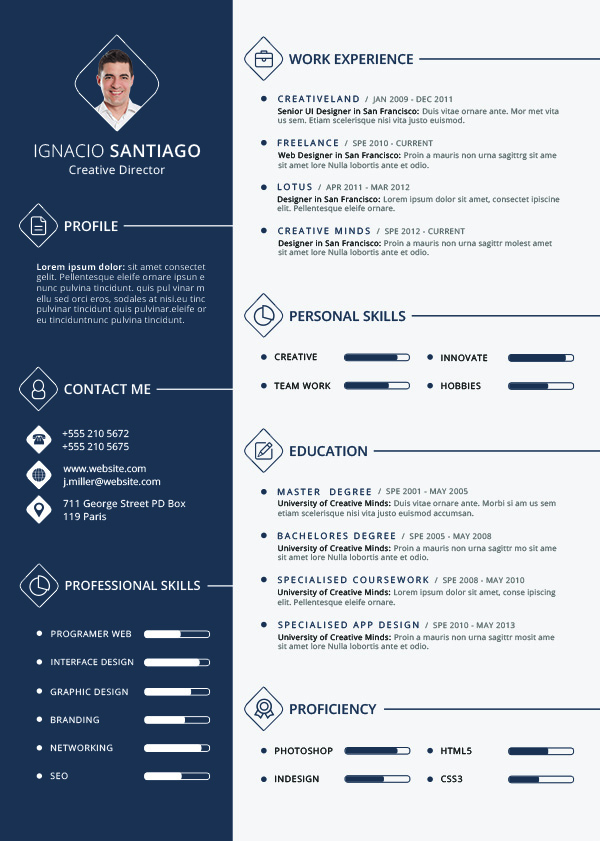 IGNACIO SANTIAGO
Creative Director
PROFILE
Lorem ipsum dolor: sit amet consectet
gelit. Pellentesque eleife ornare ipsun e
nunc pulvina tincidunt. quis pul vinar m
ellu sed orci eros, sodales at nisi.eu tinc
pulvinar tincidunt quis pulvinar.eleife or
eu tinciduntnunc pulvina tincidunt.
CONTACT ME
+555 210 5672
+555 210 5675
www.website.com
j.miller@website.com
711 George Street PD Box
119 Paris
PROFESSIONAL SKILLS
PROGRAMER WEB
INTERFACE DESIGN
GRAPHIC DESIGN
BRANDING
NETWORKING
SEO
WORK EXPERIENCE
CREATIVELAND / JAN 2009 - DEC 2011
Senior UI Designer in San Francisco: Duis vitae ornare ante. Mor met vita
us sem. Etiam scelerisque nisi vita justo euismod.
FREELANCE / SPE 2010 - CURRENT
Web Designer in San Francisco: Proin a mauris non urna sagittrg sit ame
sit amet lore Nulla lobortis ante et odio.
LOTUS / APR 2011 - MAR 2012
Designer in San Francisco: Lorem ipsum dolor sit amet, consectet ipiscine
elit. Pellentesque eleife ornare.
CREATIVE MINDS / SPE 2012 - CURRENT
Designer in San Francisco: Proin a mauris non urna sagittr molest amet
sit amet lore Nulla lobortis ante et odio.
PERSONAL SKILLS
CREATIVE
INNOVATE
TEAM WORK
HOBBIES
EDUCATION
MASTER DEGREE / SPE 2001 - MAY 2005
University of Creative Minds: Duis vitae ornare ante. Morbi si am us sem
etiam scelerisque nisi vita justo euismod accumsan.
BACHELORES DEGREE / SPE 2005 - MAY 2008
University of Creative Minds: Proin a mauris non urna sagittr mo sit ame
sit amet lore Nulla lobortis ante et odio.
SPECIALISED COURSEWORK / SPE 2008 - MAY 2010
University of Creative Minds: Lorem ipsum dolor sit amet, conse ipiscing
elit. Pellentesque eleife ornare.
SPECIALISED APP DESIGN / SPE 2010 - MAY 2013
University of Creative Minds: Proin a mauris non urna sagittr mosit ame
sit amet lore Nulla lobortis ante et odio.
PROFICIENCY
PHOTOSHOP
HTML5
INDESIGN
CSS3